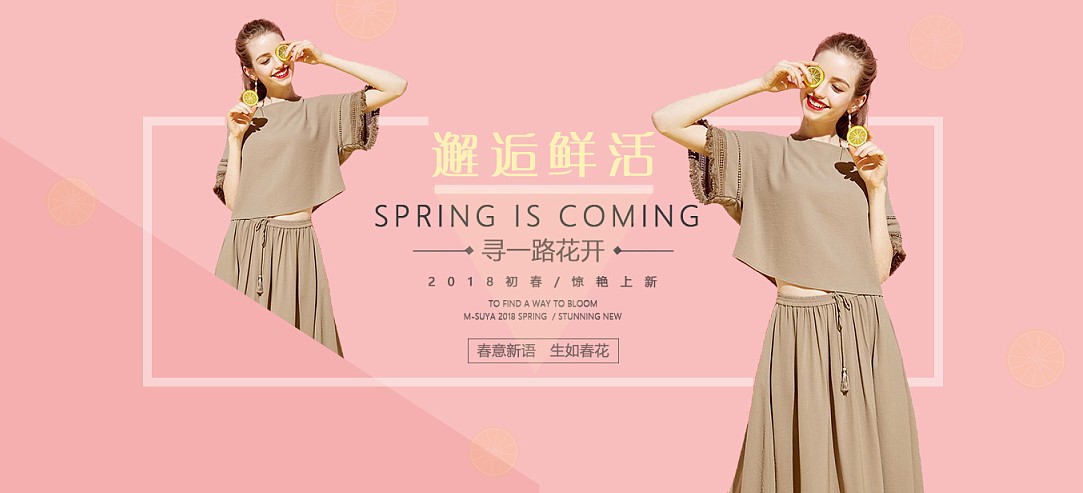 邂逅鲜活
SPRING IS COMING
寻一路花开
2018初春/惊艳上新
TO FIND A WAY TO BLOOM
M-SUYA 2018 SPRING / STUNNING NEW
春意新语 生如春花